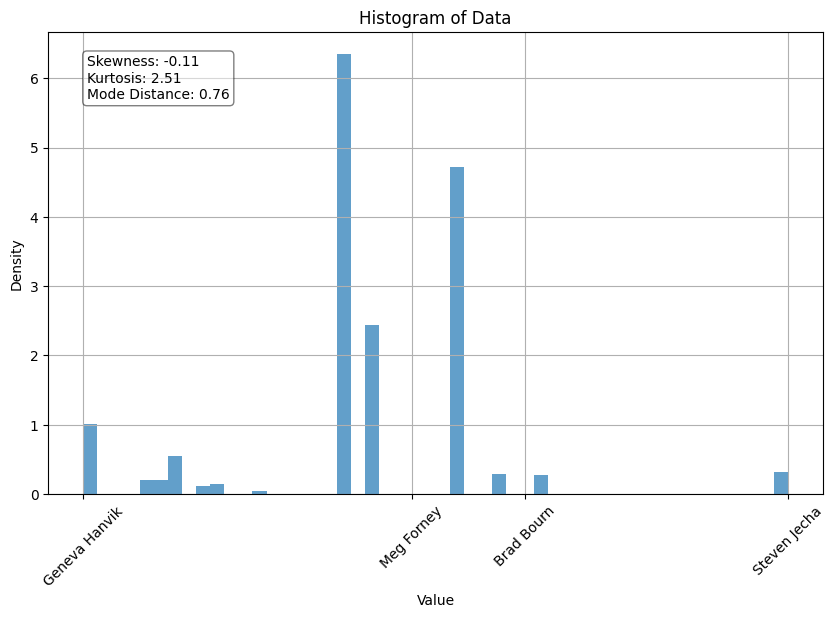 Histogram of Data
Skewness: -0.11
Kurtosis: 2.51
Mode Distance: 0.76
Density
6
5
4
3
2
1
0
Geneva Hanvik
Meg Forney
Brad Bourn
Steven Jecha
Value